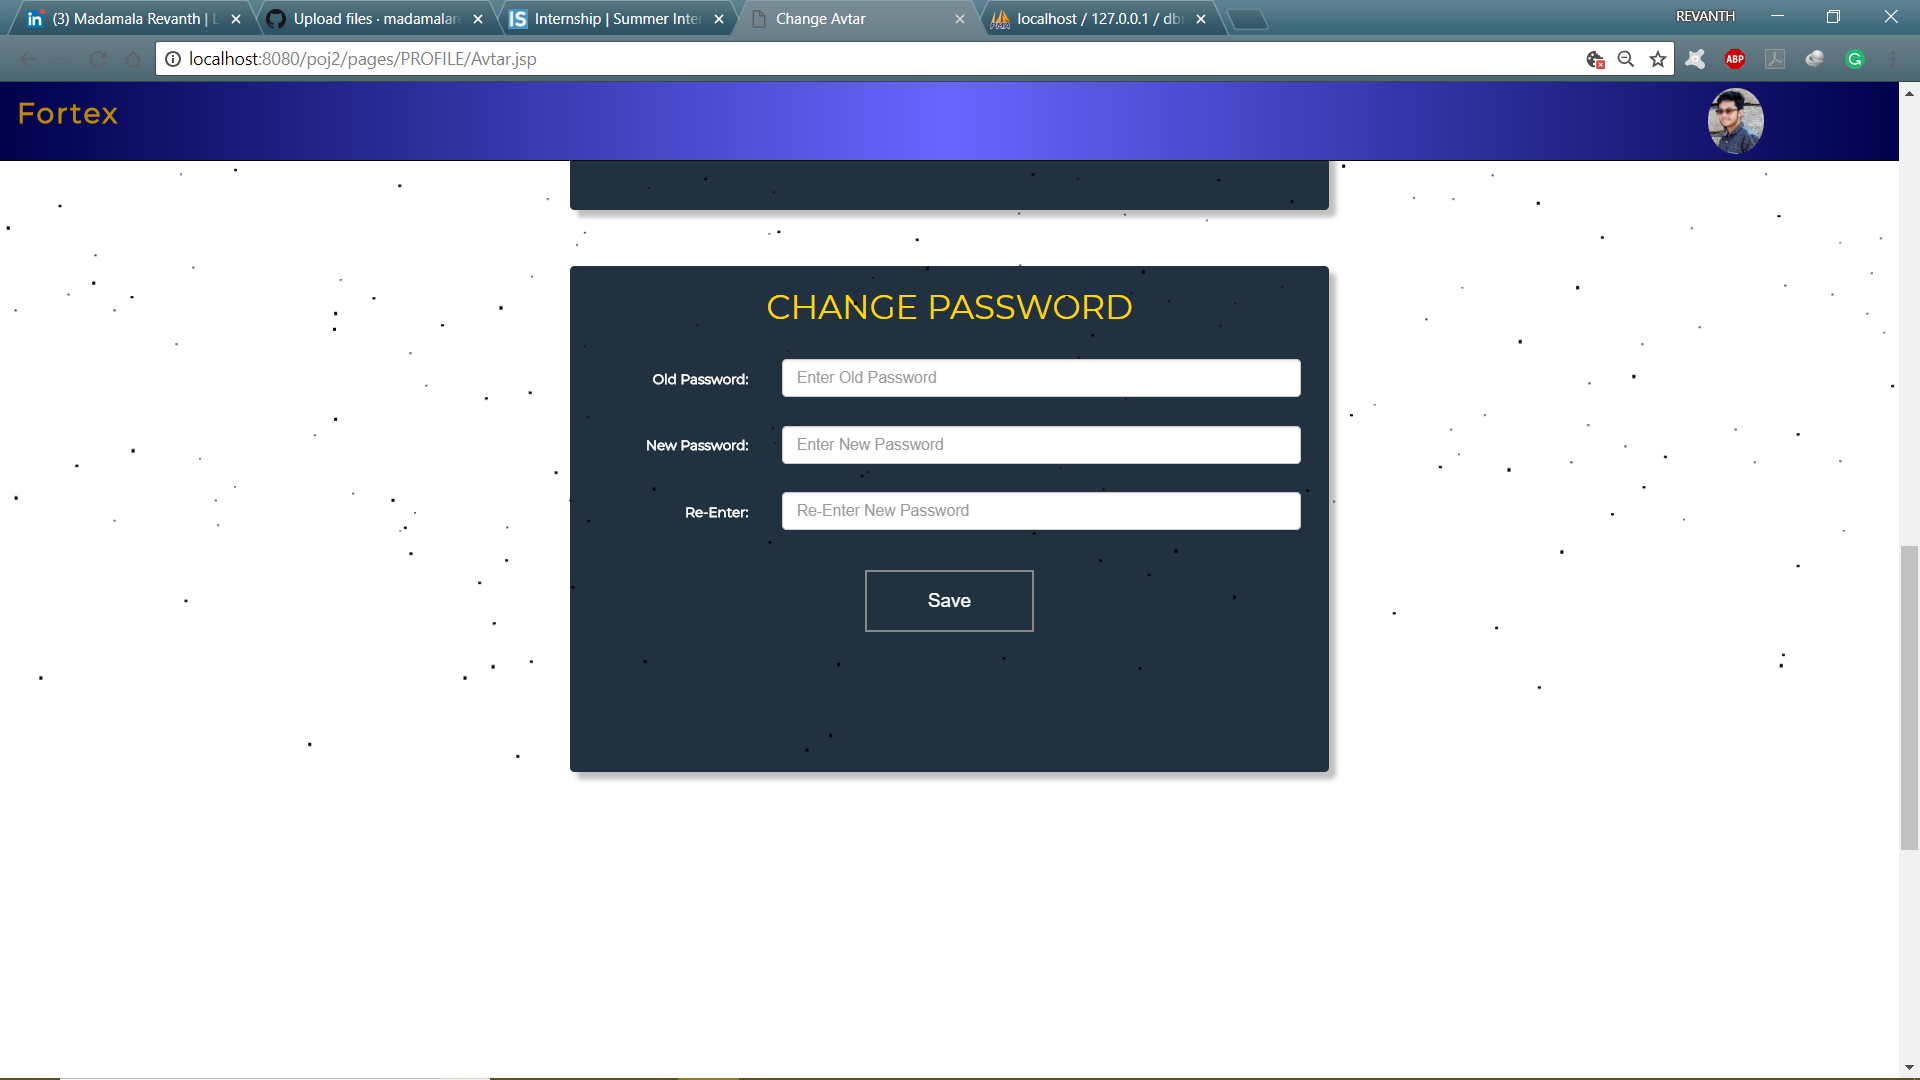 (3) Madamala Revanth | L
Upload files · madamalar
Internship | Summer Inter
Change Avtar
localhost / 127.0.0.1 / db
REVANTH
localhost:8080/poj2/pages/PROFILE/Avtar.jsp
ABP
Fortex
CHANGE PASSWORD
Old Password:
Enter Old Password
New Password:
Enter New Password
Re-Enter:
Re-Enter New Password
Save